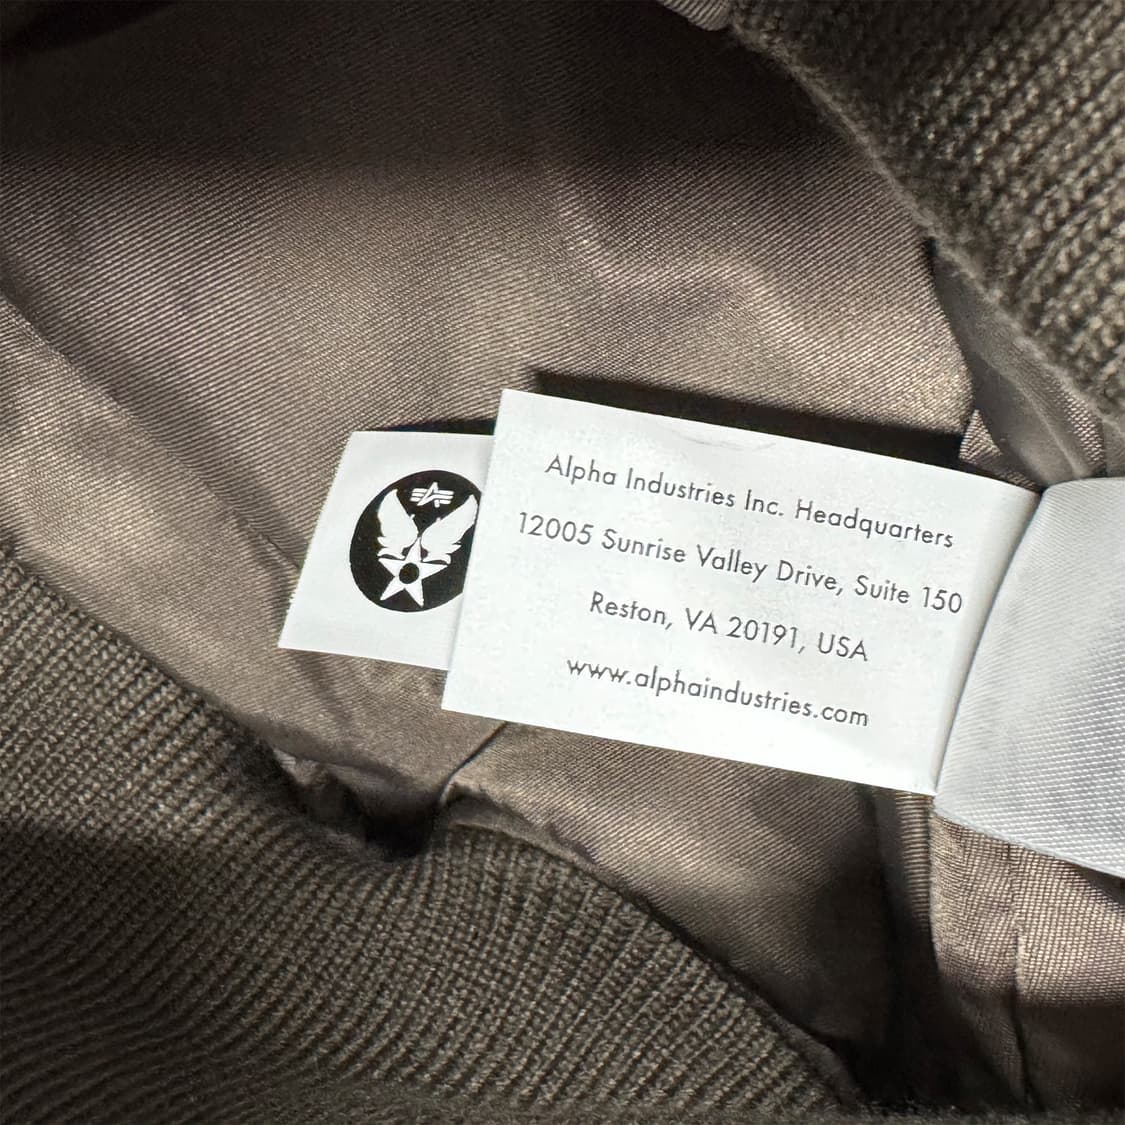 Alpha Industries Inc. Headquarters
12005 Sunrise Valley Drive, Suite 150
Reston, VA 20191, USA
www.alphaindustries.com